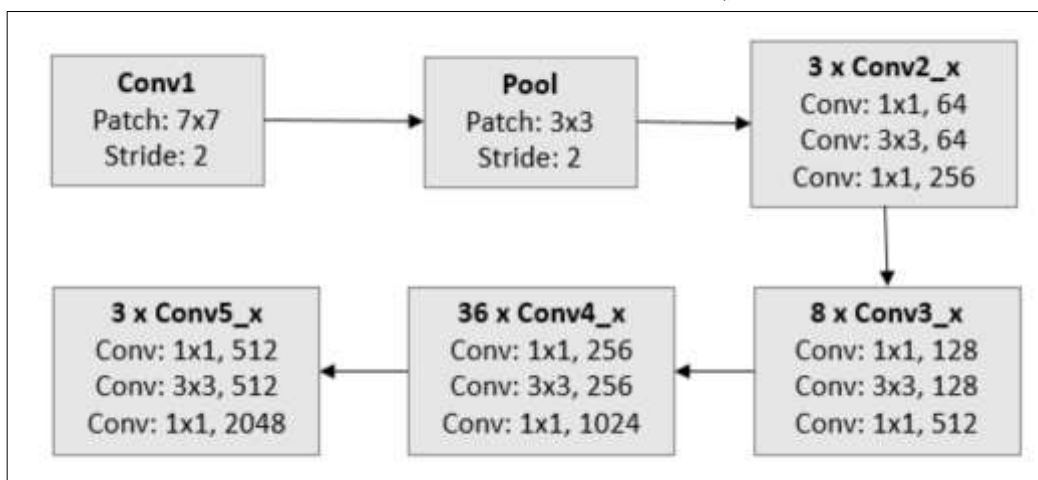 Conv1
Patch: 7x7
Stride: 2
Pool
Patch: 3x3
Stride: 2
3 x Conv2_x
Conv: 1x1, 64
Conv: 3x3, 64
Conv: 1x1, 256
3 x Conv5_x
Conv: 1x1, 512
Conv: 3x3, 512
Conv: 1x1, 2048
36 x Conv4_x
Conv: 1x1, 256
Conv: 3x3, 256
Conv: 1x1, 1024
8 x Conv3_x
Conv: 1x1, 128
Conv: 3x3, 128
Conv: 1x1, 512